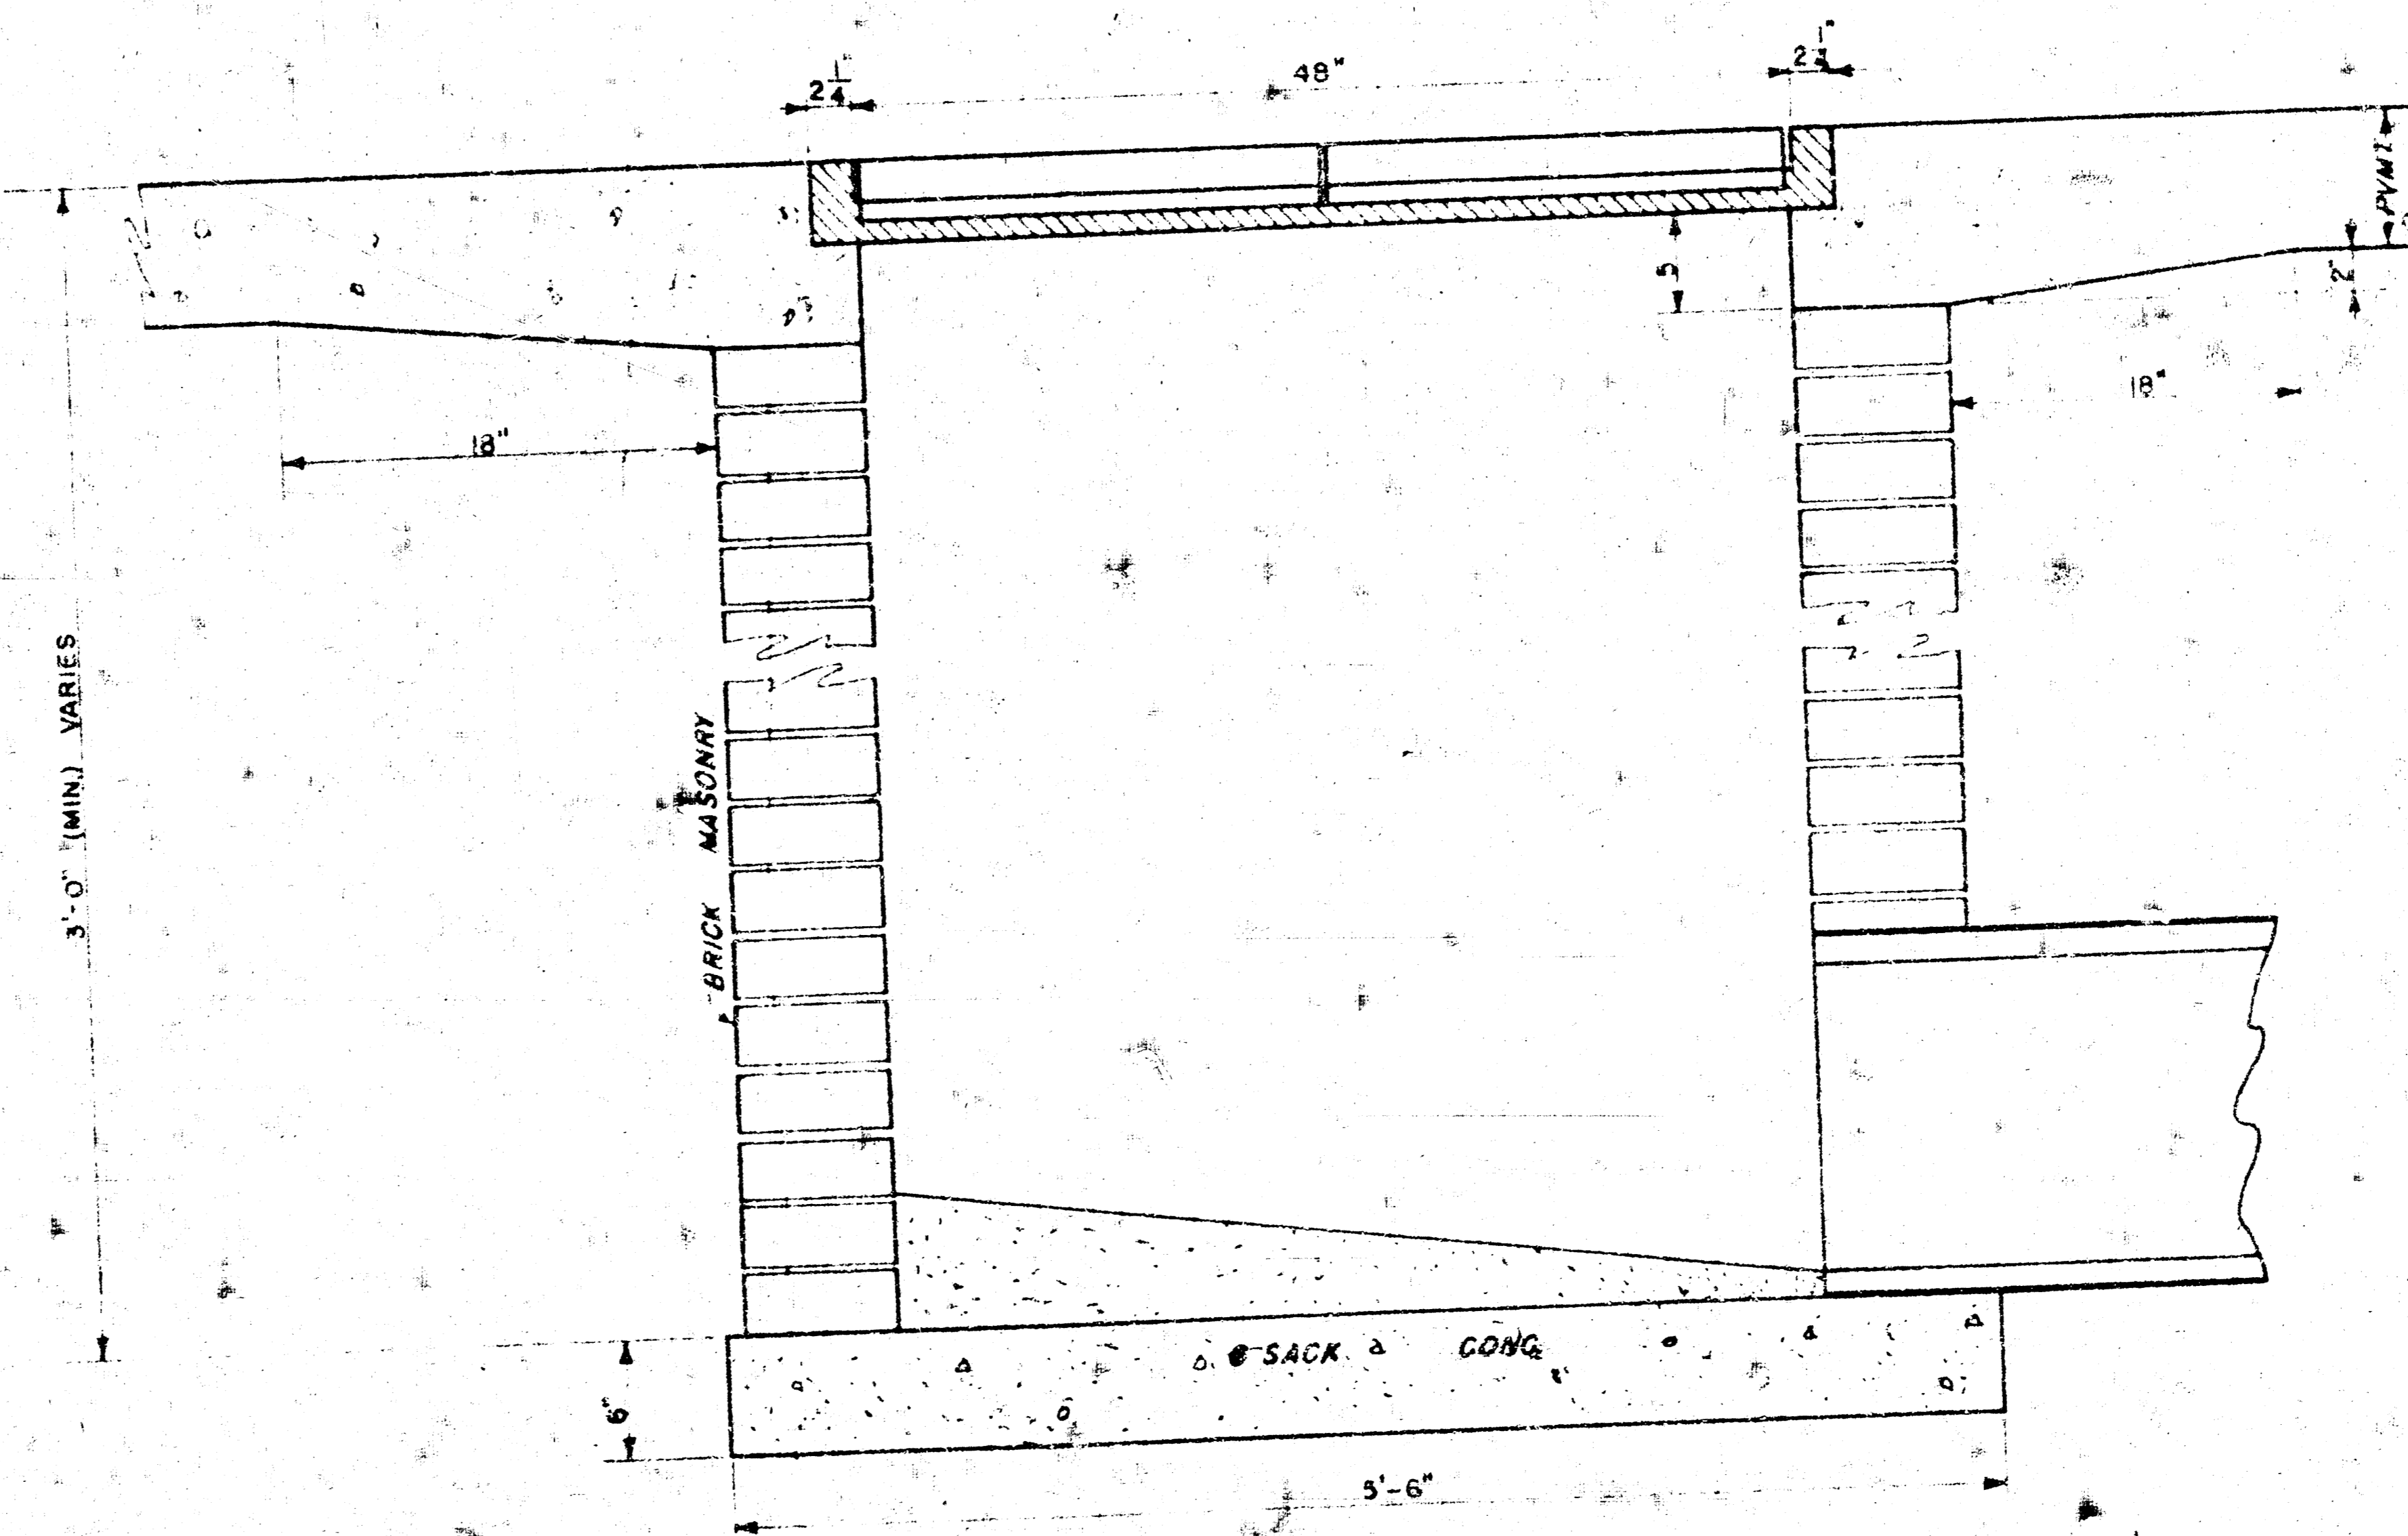 2 1/4"
48"
2 1/4"
PVMT.
5
2"
18"
18"
3'-0" (MIN.) VARIES
BRICK MASONRY
SACK CONC.
6"
5'-6"